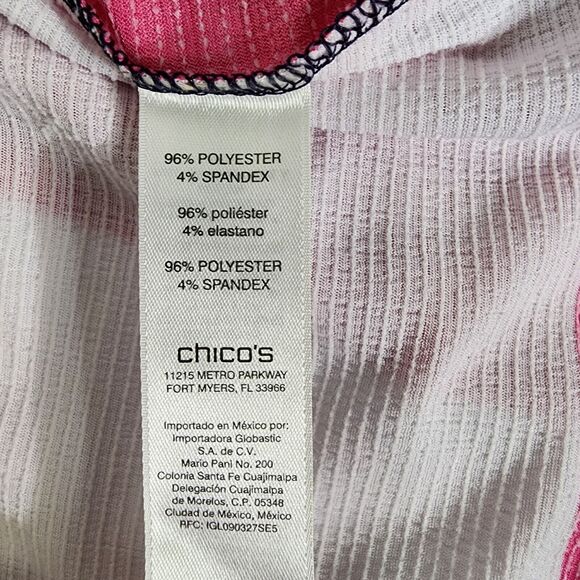 96% POLYESTER
4% SPANDEX
96% poliéster
4% elastano
96% POLYESTER
4% SPANDEX
chico's
11215 METRO PARKWAY
FORT MYERS, FL 33966
Importado en México por:
Importadora Globastic
S.A. de C.V.
Mario Pani No. 200
Colonia Santa Fe Cuajimalpa
Delegación Cuajimalpa
de Morelos, C.P. 05348
Ciudad de México, México
RFC: IGL090327SE5